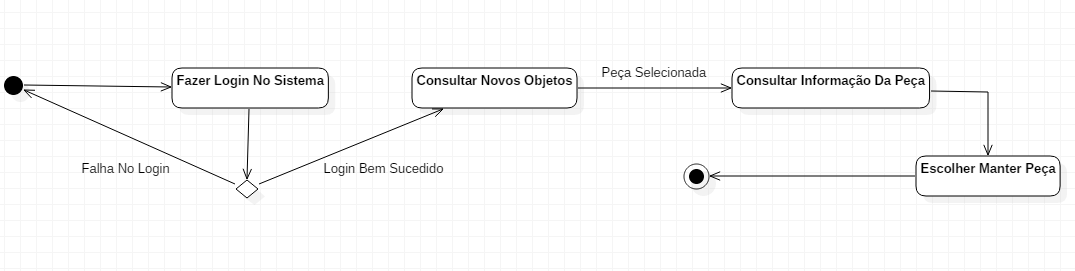 Fazer Login No Sistema
Consultar Novos Objetos
Peça Selecionada
Consultar Informação Da Peça
Falha No Login
Login Bem Sucedido
Escolher Manter Peça